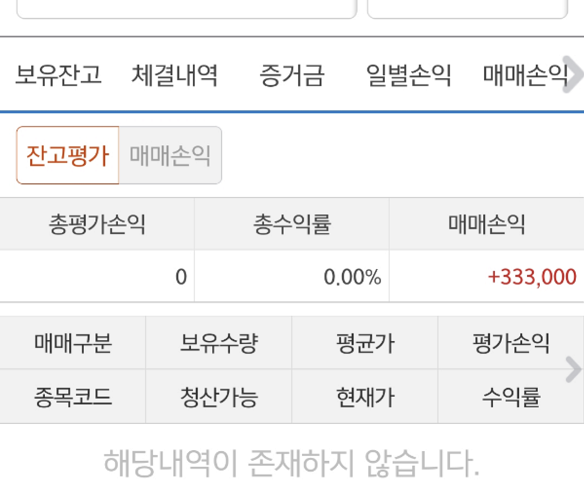 보유잔고 체결내역 증거금 일별손익 매매손익
잔고평가 매매손익
총평가손익 총수익률 매매손익
0 0.00% +333,000
매매구분 보유수량 평균가 평가손익
종목코드 청산가능 현재가 수익률
해당내역이 존재하지 않습니다.